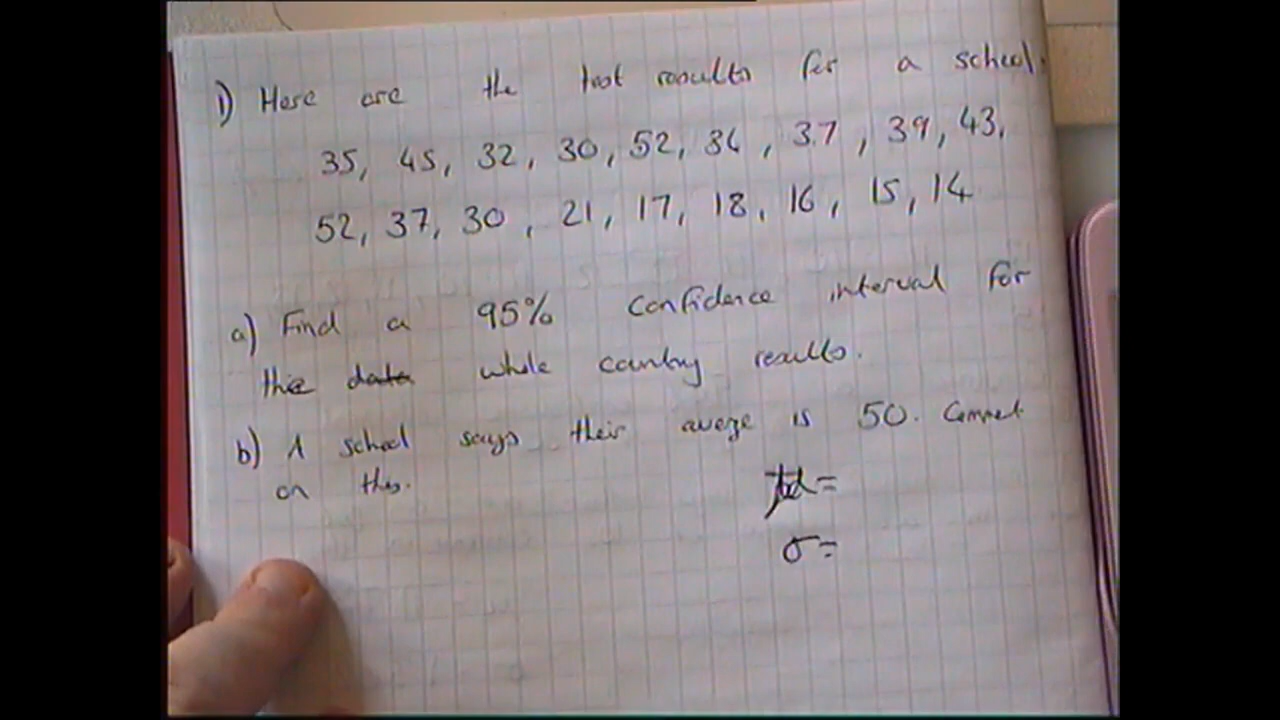 1) Here are the test results for a school.
35, 45, 32, 30, 52, 36, 37, 39, 43,
52, 37, 30, 21, 17, 18, 16, 15, 14
a) Find a 95% confidence interval for
the data whole country results.
b) A school says their averge is 50. Comment
on this.
=
σ=